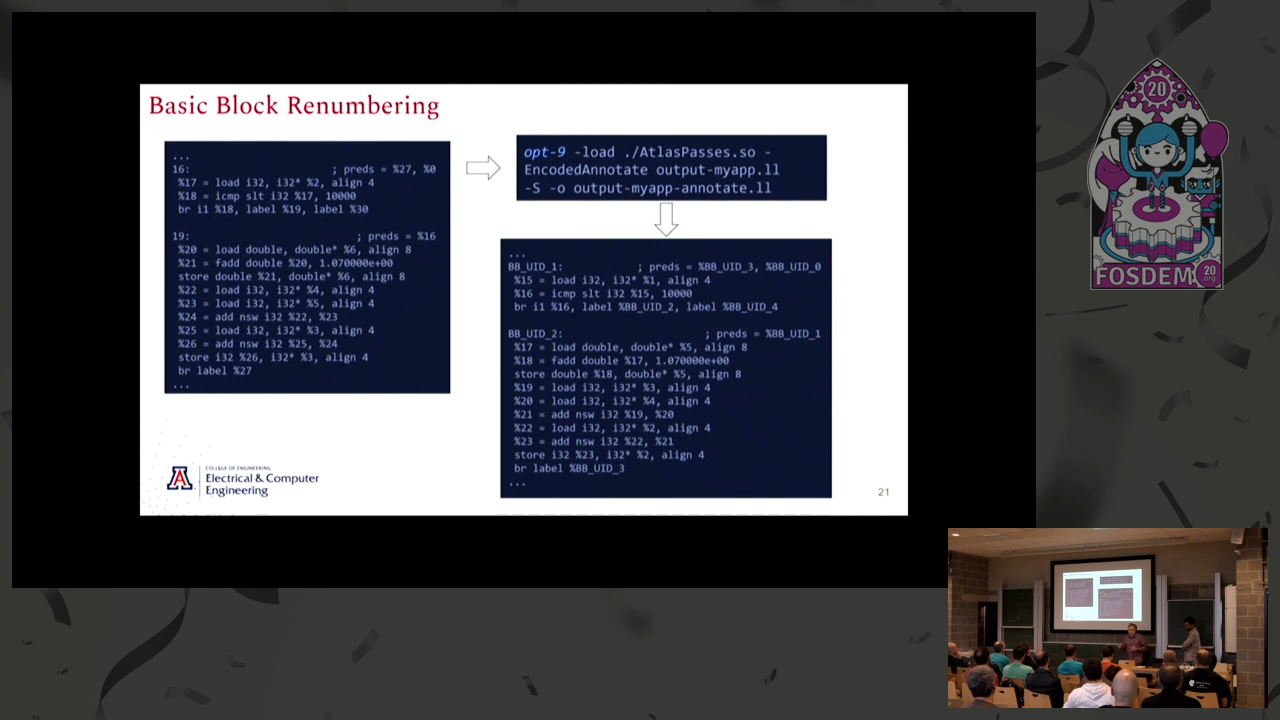 Basic Block Renumbering
...
16: ; preds = %27, %0
%17 = load i32, i32* %2, align 4
%18 = icmp slt i32 %17, 10000
br i1 %18, label %19, label %30
19: ; preds = %16
%20 = load double, double* %6, align 8
%21 = fadd double %20, 1.070000e+00
store double %21, double* %6, align 8
%22 = load i32, i32* %4, align 4
%23 = load i32, i32* %5, align 4
%24 = add nsw i32 %22, %23
%25 = load i32, i32* %3, align 4
%26 = add nsw i32 %25, %24
store i32 %26, i32* %3, align 4
br label %27
...
opt-9 -load ./AtlasPasses.so -
EncodedAnnotate output-myapp.ll
-S -o output-myapp-annotate.ll
...
BB_UID_1: ; preds = %BB_UID_3, %BB_UID_0
%15 = load i32, i32* %1, align 4
%16 = icmp slt i32 %15, 10000
br i1 %16, label %BB_UID_2, label %BB_UID_4
BB_UID_2: ; preds = %BB_UID_1
%17 = load double, double* %5, align 8
%18 = fadd double %17, 1.070000e+00
store double %18, double* %5, align 8
%19 = load i32, i32* %3, align 4
%20 = load i32, i32* %4, align 4
%21 = add nsw i32 %19, %20
%22 = load i32, i32* %2, align 4
%23 = add nsw i32 %22, %21
store i32 %23, i32* %2, align 4
br label %BB_UID_3
...
A
COLLEGE OF ENGINEERING
Electrical & Computer
Engineering
21
20
FOSDEM
20
.org